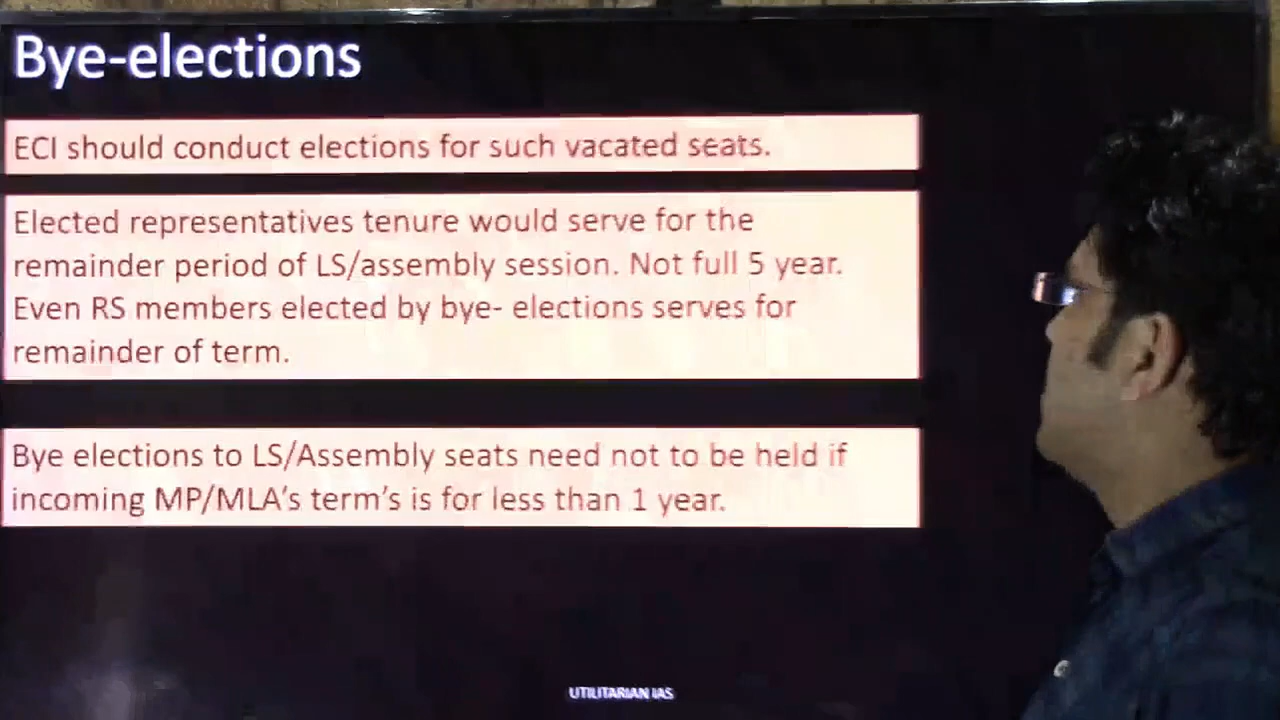 Bye-elections
ECI should conduct elections for such vacated seats.
Elected representatives tenure would serve for the
remainder period of LS/assembly session. Not full 5 year.
Even RS members elected by bye- elections serves for
remainder of term.
Bye elections to LS/Assembly seats need not to be held if
incoming MP/MLA's term's is for less than 1 year.
UTILITARIAN IAS